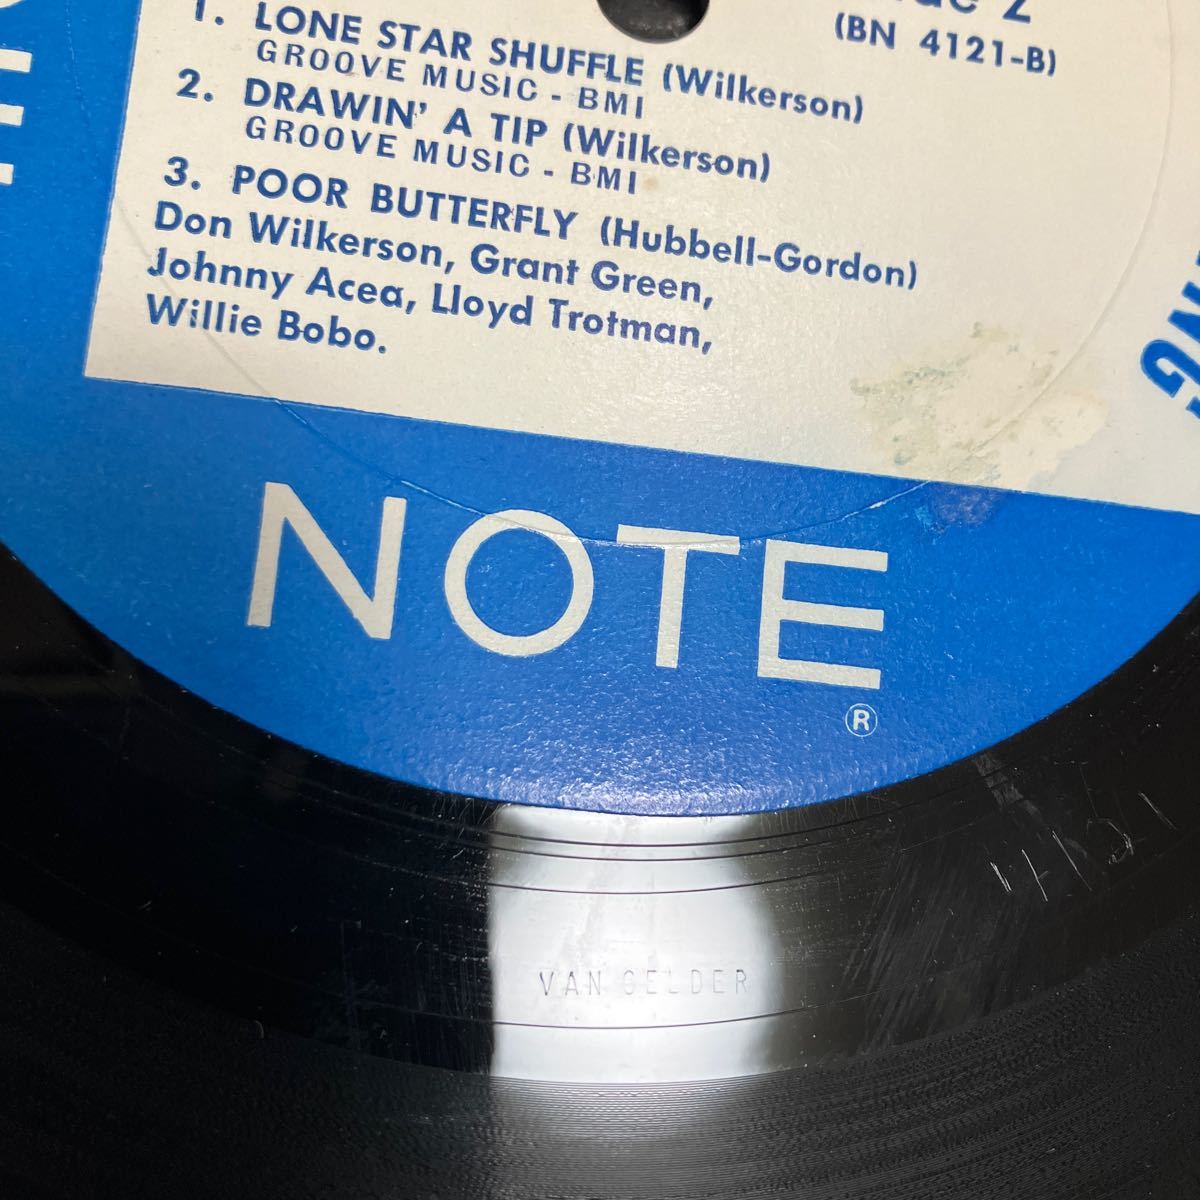 2
(BN 4121-B)
1. LONE STAR SHUFFLE (Wilkerson)
GROOVE MUSIC - BMI
2. DRAWIN' A TIP (Wilkerson)
GROOVE MUSIC - BMI
3. POOR BUTTERFLY (Hubbell-Gordon)
Don Wilkerson, Grant Green,
Johnny Acea, Lloyd Trotman,
Willie Bobo.
NOTE
®
VAN GELDER